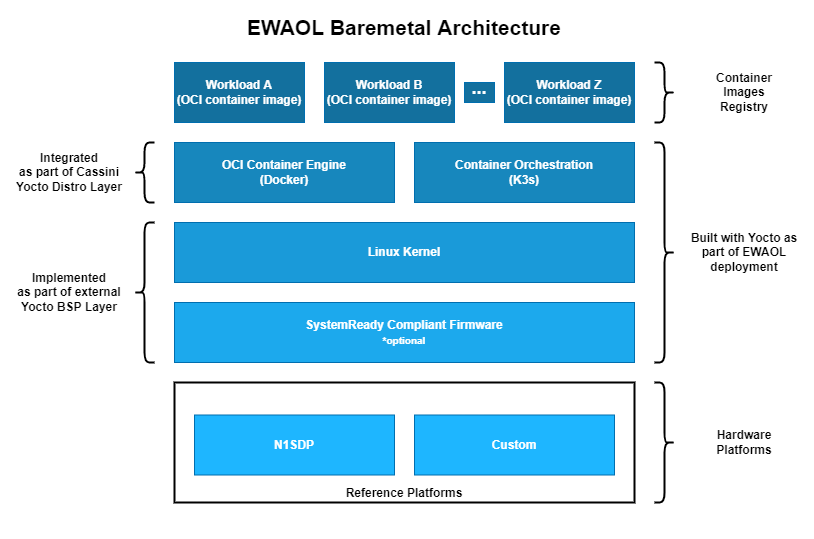 EWAOL Baremetal Architecture
Workload A
(OCI container image)
Workload B
(OCI container image)
...
Workload Z
(OCI container image)
Container
Images
Registry
Integrated
as part of Cassini
Yocto Distro Layer
OCI Container Engine
(Docker)
Container Orchestration
(K3s)
Linux Kernel
Built with Yocto as
part of EWAOL
deployment
Implemented
as part of external
Yocto BSP Layer
SystemReady Compliant Firmware
*optional
N1SDP
Custom
Reference Platforms
Hardware
Platforms